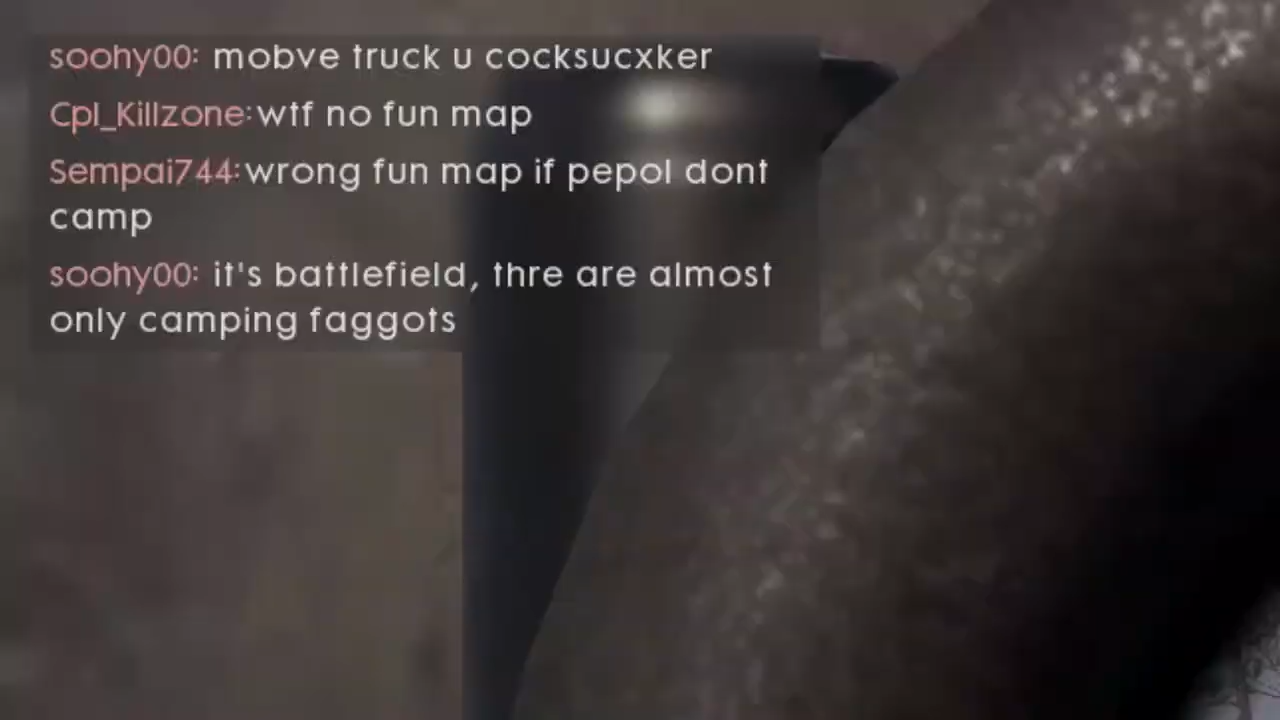 soohy00: mobve truck u cocksucxker
Cpl_Killzone:wtf no fun map
Sempai744:wrong fun map if pepol dont
camp
soohy00: it's battlefield, thre are almost
only camping faggots